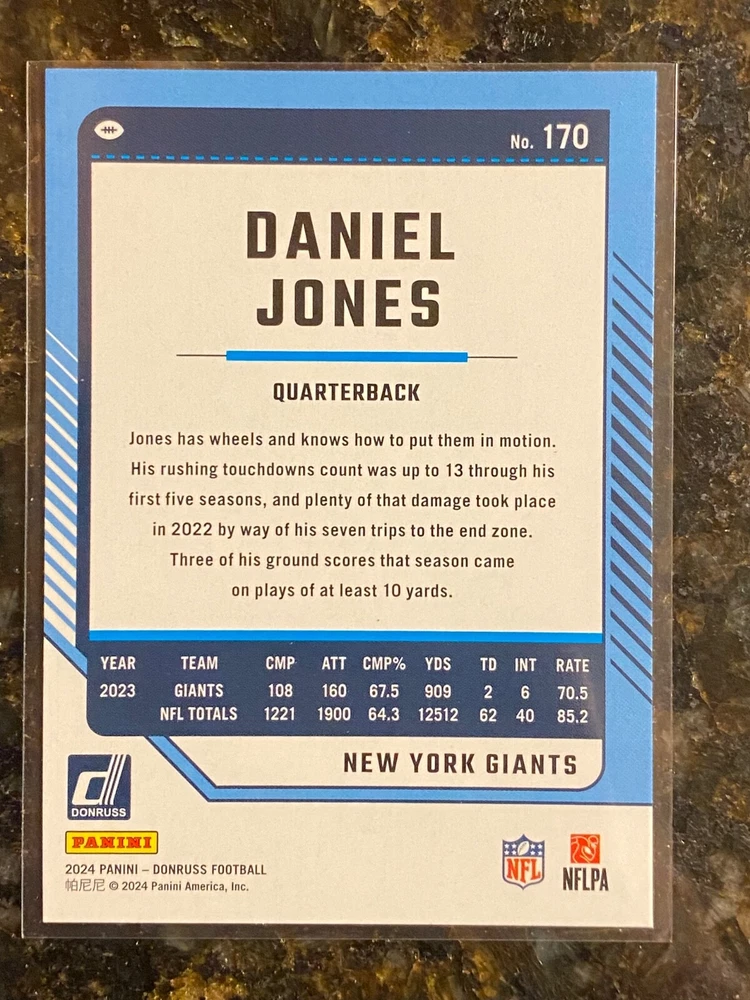 No. 170
DANIEL
JONES
QUARTERBACK
Jones has wheels and knows how to put them in motion.
His rushing touchdowns count was up to 13 through his
first five seasons, and plenty of that damage took place
in 2022 by way of his seven trips to the end zone.
Three of his ground scores that season came
on plays of at least 10 yards.
YEAR TEAM CMP ATT CMP% YDS TD INT RATE
2023 GIANTS 108 160 67.5 909 2 6 70.5
NFL TOTALS 1221 1900 64.3 12512 62 40 85.2
NEW YORK GIANTS
d
DONRUSS
PANINI
2024 PANINI – DONRUSS FOOTBALL
帕尼尼 © 2024 Panini America, Inc.
NFL
NFLPA